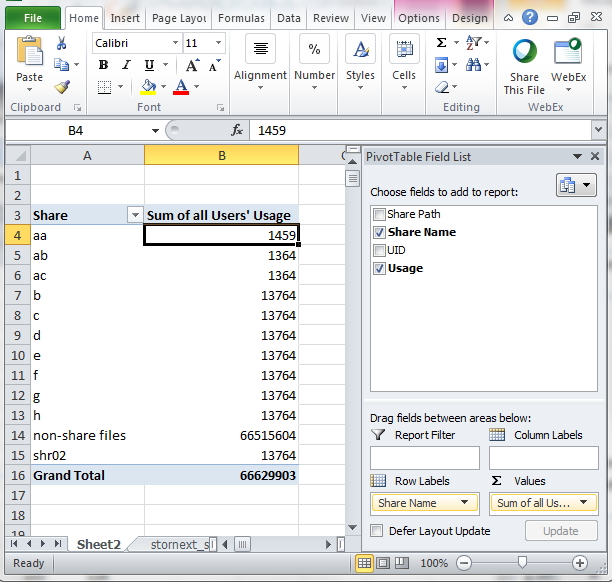 File Home Insert Page Layou Formulas Data Review View Options Design
Paste
Clipboard
Calibri 11
B I U A A
A
Font
Alignment
%
Number
A
Styles
Cells
Σ
Editing
Share This File
WebEx
WebEx
B4 fx 1459
A B
1
2
3 Share Sum of all Users' Usage
4 aa 1459
5 ab 1364
6 ac 1364
7 b 13764
8 c 13764
9 d 13764
10 e 13764
11 f 13764
12 g 13764
13 h 13764
14 non-share files 66515604
15 shr02 13764
16 Grand Total 66629903
17
18
19
Sheet2 stornext_s
Ready 100%
PivotTable Field List
Choose fields to add to report:
Share Path
Share Name
UID
Usage
Drag fields between areas below:
Report Filter Column Labels
Row Labels Σ Values
Share Name Sum of all Us...
Defer Layout Update Update